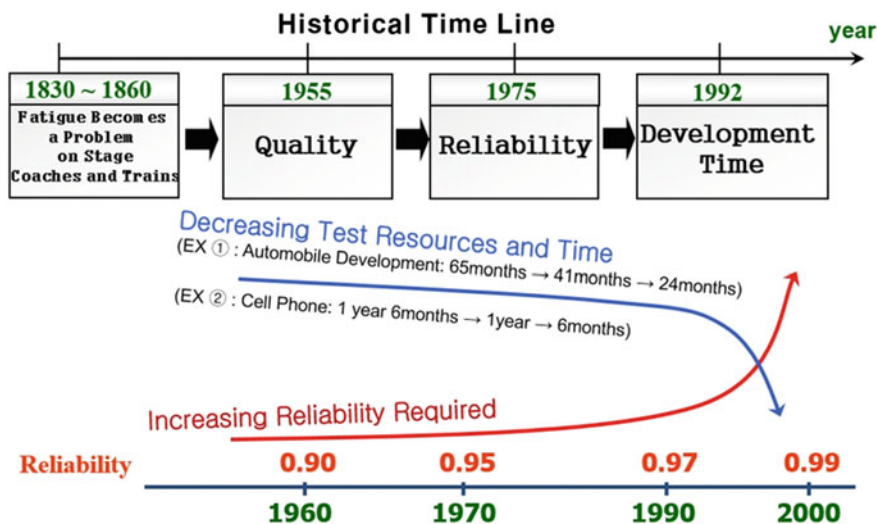 Historical Time Line
year
1830 ~ 1860
Fatigue Becomes
a Problem
on Stage
Coaches and Trains
1955
Quality
1975
Reliability
1992
Development
Time
Decreasing Test Resources and Time
(EX ① : Automobile Development: 65months → 41months → 24months)
(EX ② : Cell Phone: 1 year 6months → 1year → 6months)
Increasing Reliability Required
Reliability 0.90 0.95 0.97 0.99
1960 1970 1990 2000